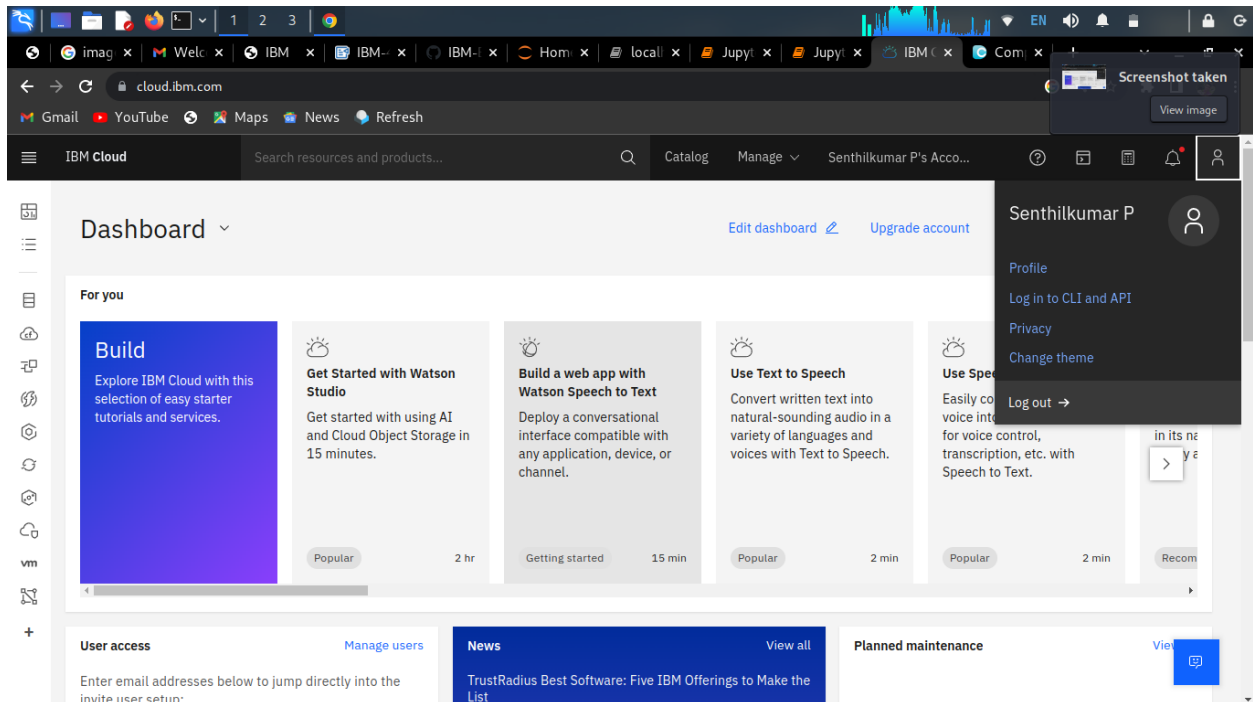 1 2 3 EN
imag × Welc × IBM × IBM-4 × IBM-E × Hom × locall × Jupyt × Jupyt × IBM C × Com ×
Screenshot taken
View image
cloud.ibm.com
Gmail YouTube Maps News Refresh
IBM Cloud
Search resources and products...
Catalog Manage Senthilkumar P's Acco...
Senthilkumar P
Profile
Log in to CLI and API
Privacy
Change theme
Log out →
Dashboard
Edit dashboard Upgrade account
For you
Build
Explore IBM Cloud with this
selection of easy starter
tutorials and services.
Get Started with Watson
Studio
Get started with using AI
and Cloud Object Storage in
15 minutes.
Popular 2 hr
Build a web app with
Watson Speech to Text
Deploy a conversational
interface compatible with
any application, device, or
channel.
Getting started 15 min
Use Text to Speech
Convert written text into
natural-sounding audio in a
variety of languages and
voices with Text to Speech.
Popular 2 min
Use Spee
Easily co
voice into
for voice control,
transcription, etc. with
Speech to Text.
Popular 2 min
in its na
y a
Recom
cf
vm
+
User access Manage users
Enter email addresses below to jump directly into the
invite user setup:
News View all
TrustRadius Best Software: Five IBM Offerings to Make the
List
Planned maintenance Vie